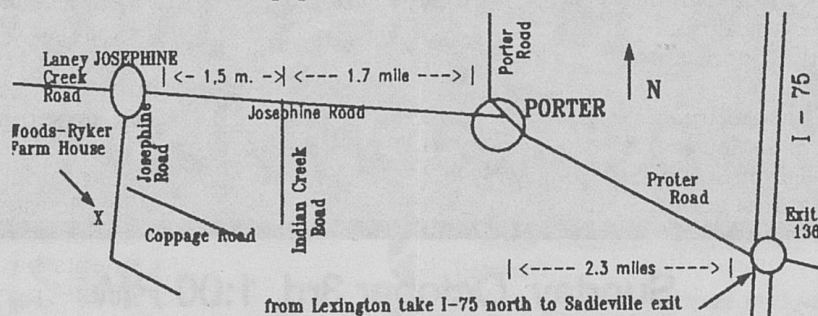 Laney JOSEPHINE
Creek
Road
|<- 1,5 m. ->|<---- 1.7 mile ---->|
Porter
Road
N
I - 75
PORTER
Josephine Road
Woods-Ryker
Farm House
Josephine
Road
X
Coppage Road
Indian Creek
Road
Proter
Road
Exit
136
|<---- 2.3 miles ---->|
from Lexington take I-75 north to Sadieville exit